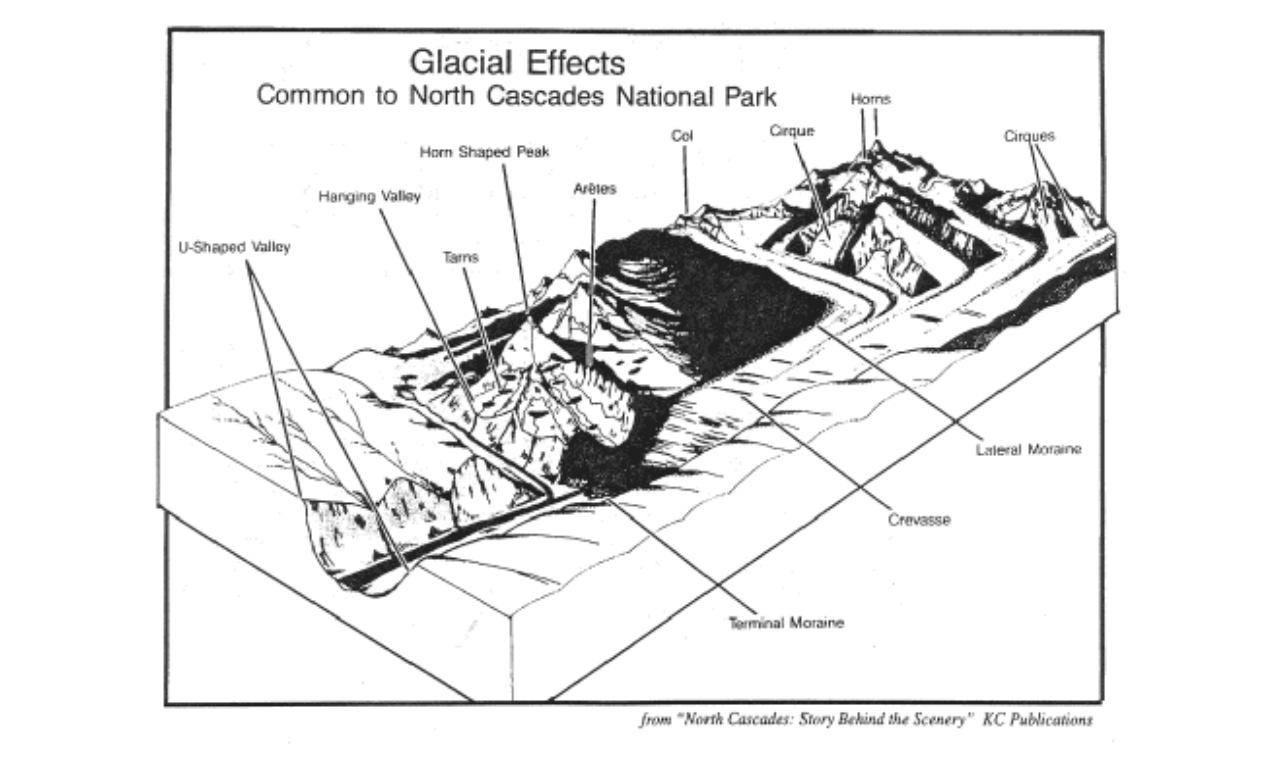 Glacial Effects
Common to North Cascades National Park
Horns
Col
Cirque
Cirques
Horn Shaped Peak
Arêtes
Hanging Valley
U-Shaped Valley
Tarns
Lateral Moraine
Crevasse
Terminal Moraine
from "North Cascades: Story Behind the Scenery" KC Publications